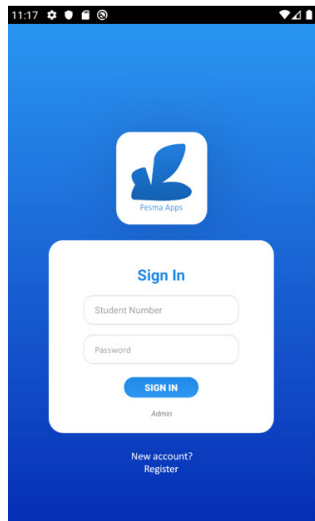 11:17
Pesma Apps
Sign In
Student Number
Password
SIGN IN
Admin
New account?
Register